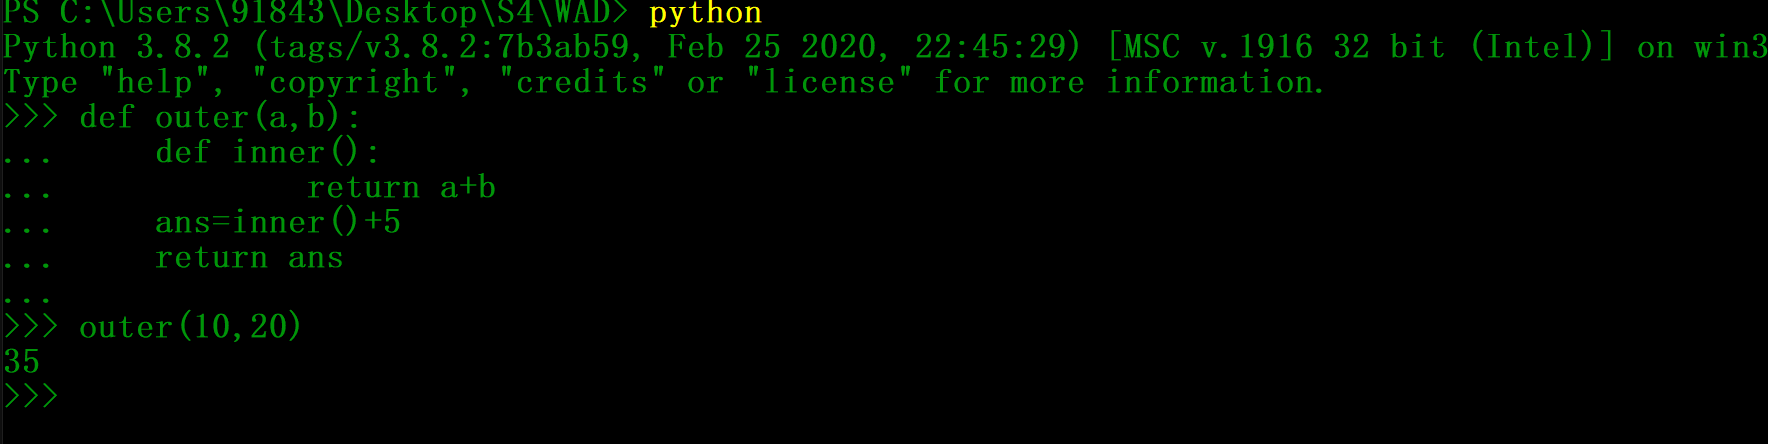 PS C:\Users\91843\Desktop\S4\WAD> python
Python 3.8.2 (tags/v3.8.2:7b3ab59, Feb 25 2020, 22:45:29) [MSC v.1916 32 bit (Intel)] on win3
Type "help", "copyright", "credits" or "license" for more information.
>>> def outer(a,b):
...     def inner():
...             return a+b
...     ans=inner()+5
...     return ans
...
>>> outer(10,20)
35
>>>